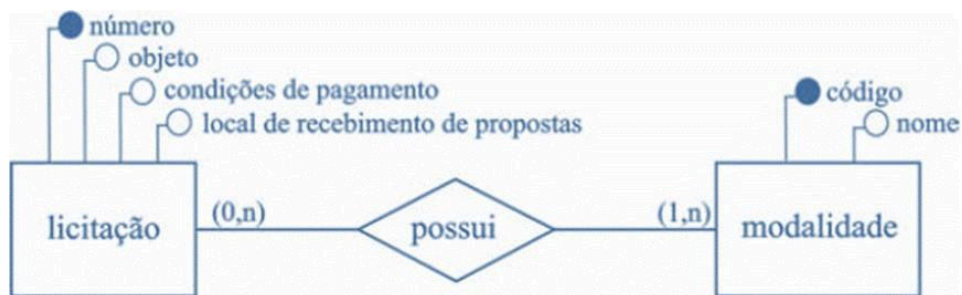 número
objeto
condições de pagamento
local de recebimento de propostas
código
nome
licitação
(0,n)
possui
(1,n)
modalidade